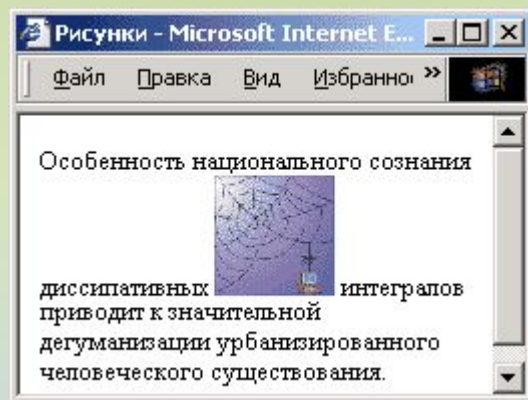 Рисунки - Microsoft Internet E...
Файл Правка Вид Избранно »
Особенность национального сознания
диссипативных интегралов
приводит к значительной
дегуманизации урбанизированного
человеческого существования.